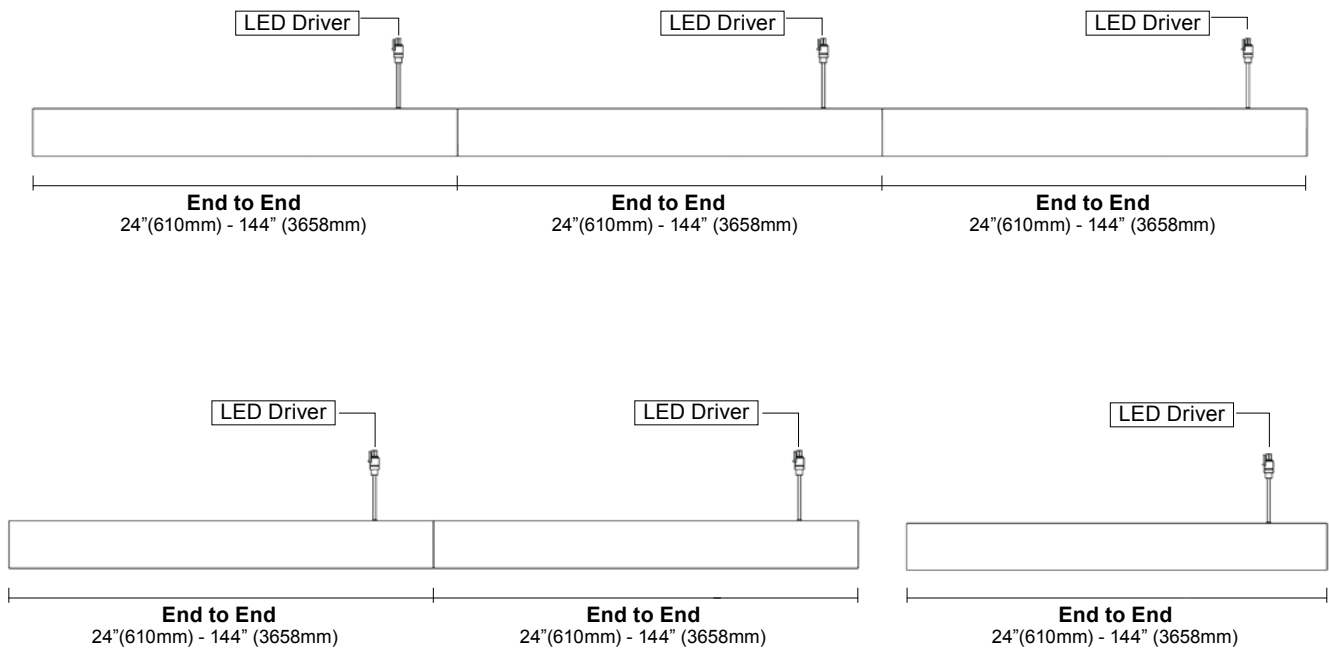 LED Driver
LED Driver
LED Driver
End to End
24”(610mm) - 144” (3658mm)
End to End
24”(610mm) - 144” (3658mm)
End to End
24”(610mm) - 144” (3658mm)
LED Driver
LED Driver
LED Driver
End to End
24”(610mm) - 144” (3658mm)
End to End
24”(610mm) - 144” (3658mm)
End to End
24”(610mm) - 144” (3658mm)